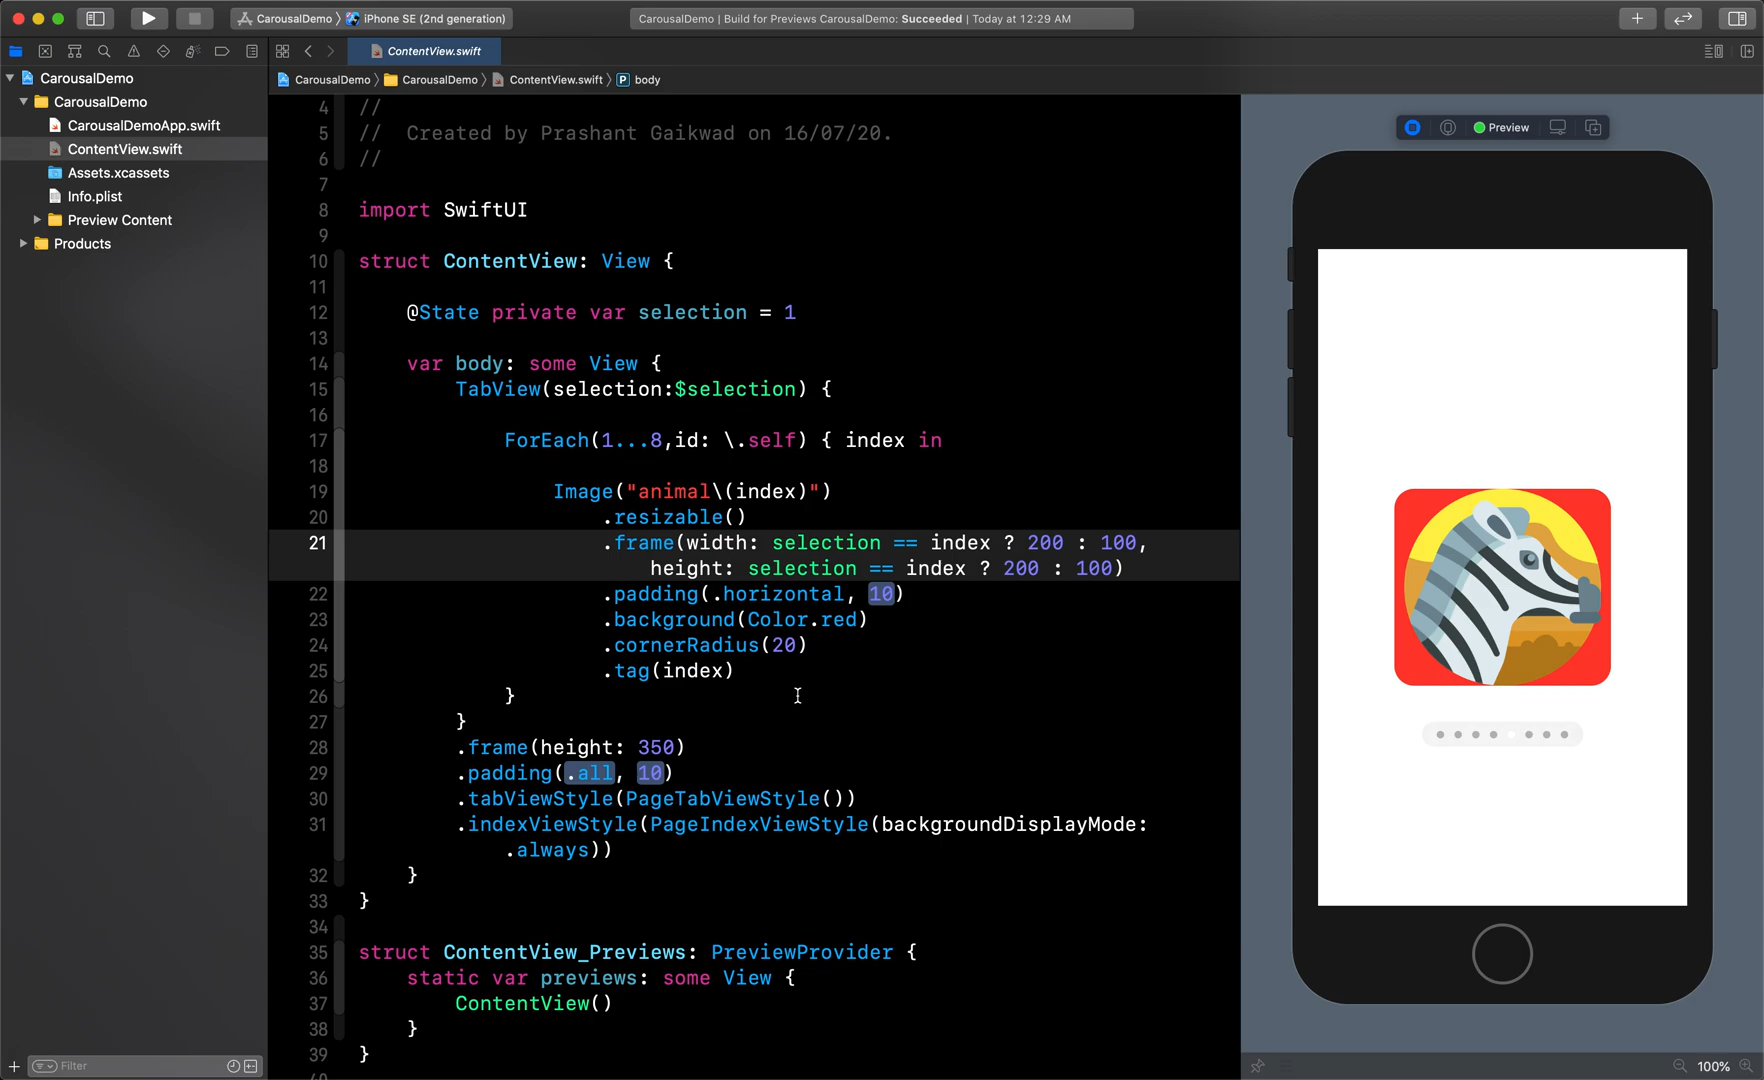 CarousalDemo 〉 iPhone SE (2nd generation)
CarousalDemo | Build for Previews CarousalDemo: Succeeded | Today at 12:29 AM
ContentView.swift
CarousalDemo 〉 CarousalDemo 〉 ContentView.swift 〉 P body
CarousalDemo
CarousalDemo
CarousalDemoApp.swift
ContentView.swift
Assets.xcassets
Info.plist
Preview Content
Products
4 //
5 //  Created by Prashant Gaikwad on 16/07/20.
6 //
7
8 import SwiftUI
9
10 struct ContentView: View {
11
12     @State private var selection = 1
13
14     var body: some View {
15         TabView(selection:$selection) {
16
17             ForEach(1...8,id: \.self) { index in
18
19                 Image("animal\(index)")
20                     .resizable()
21                     .frame(width: selection == index ? 200 : 100,
height: selection == index ? 200 : 100)
22                     .padding(.horizontal, 10)
23                     .background(Color.red)
24                     .cornerRadius(20)
25                     .tag(index)
26             }
27         }
28         .frame(height: 350)
29         .padding(.all, 10)
30         .tabViewStyle(PageTabViewStyle())
31         .indexViewStyle(PageIndexViewStyle(backgroundDisplayMode:
.always))
32     }
33 }
34
35 struct ContentView_Previews: PreviewProvider {
36     static var previews: some View {
37         ContentView()
38     }
39 }
Preview
Filter
100%